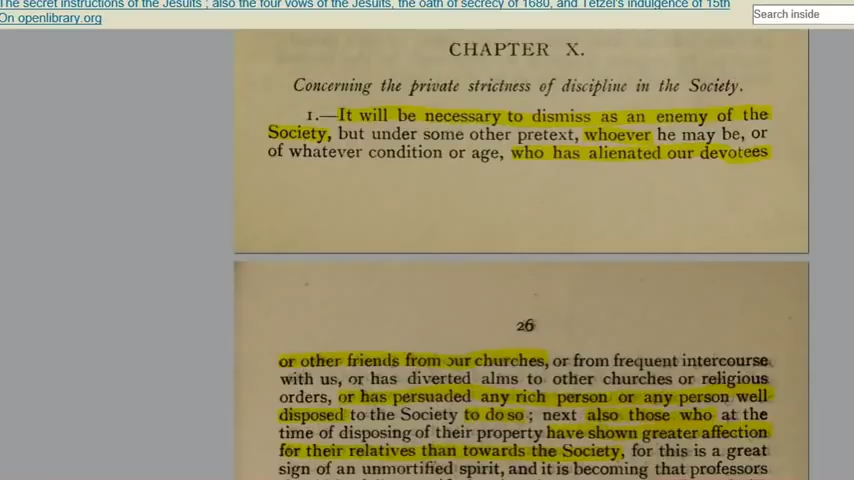 The secret instructions of the Jesuits ; also the four vows of the Jesuits, the oath of secrecy of 1680, and Tetzel's indulgence of 15th
On openlibrary.org
Search inside
CHAPTER X.
Concerning the private strictness of discipline in the Society.
1.—It will be necessary to dismiss as an enemy of the
Society, but under some other pretext, whoever he may be, or
of whatever condition or age, who has alienated our devotees
26
or other friends from our churches, or from frequent intercourse
with us, or has diverted alms to other churches or religious
orders, or has persuaded any rich person or any person well
disposed to the Society to do so ; next also those who at the
time of disposing of their property have shown greater affection
for their relatives than towards the Society, for this is a great
sign of an unmortified spirit, and it is becoming that professors